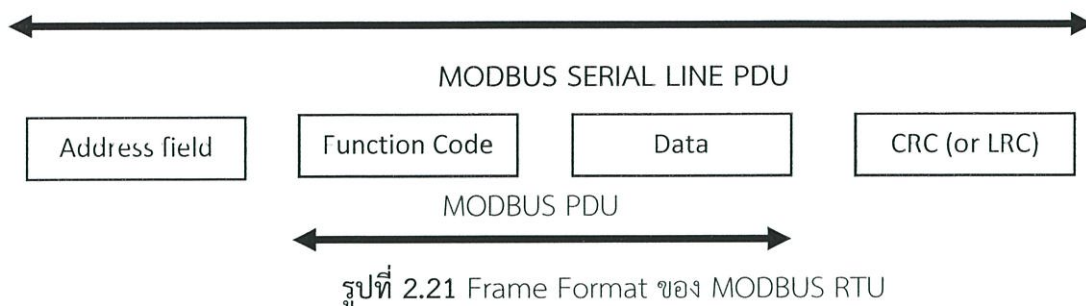 MODBUS SERIAL LINE PDU
Address field Function Code Data CRC (or LRC)
MODBUS PDU
รูปที่ 2.21 Frame Format ของ MODBUS RTU